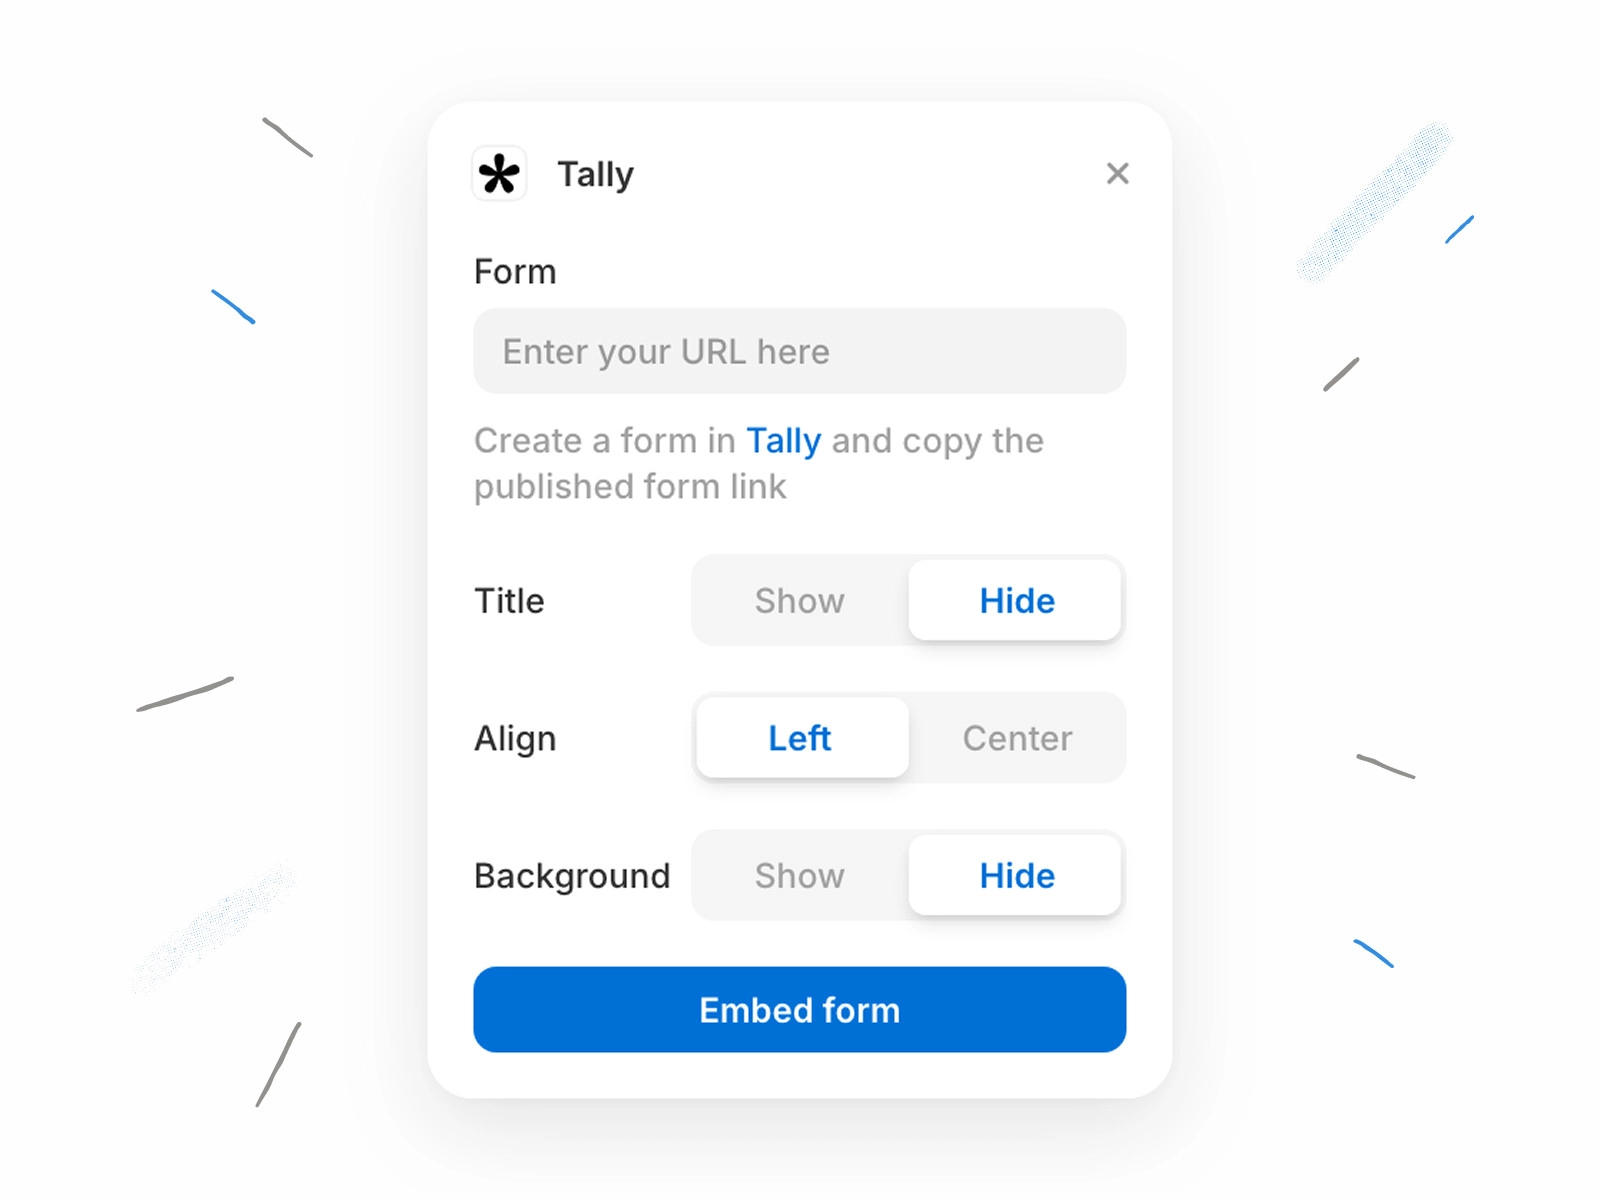 Tally
Form
Enter your URL here
Create a form in Tally and copy the
published form link
Title Show Hide
Align Left Center
Background Show Hide
Embed form